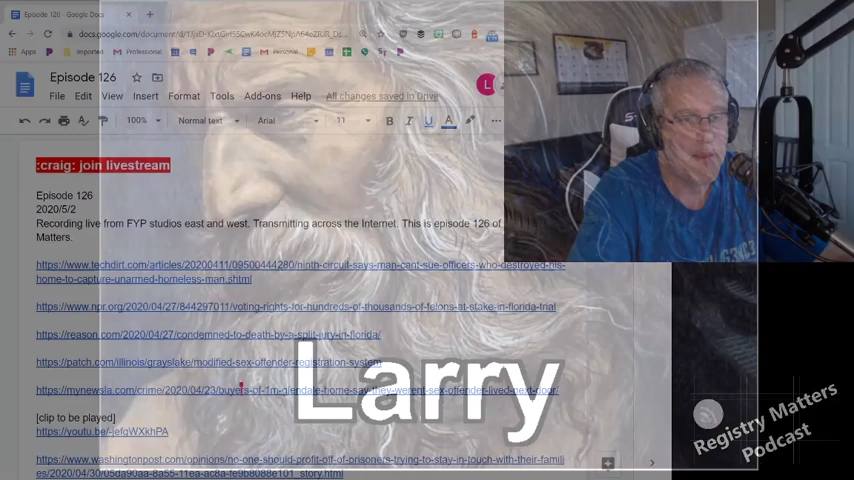 Episode 126 - Google Docs
Apps
Imported
Professional
Personal
Episode 126
File Edit View Insert Format Tools Add-ons Help All changes saved in Drive
100% Normal text Arial 11 B I U A
:craig: join livestream
Episode 126
2020/5/2
Recording live from FYP studios east and west. Transmitting across the Internet. This is episode 126 of
Matters.
https://www.techdirt.com/articles/20200411/09500444280/ninth-circuit-says-man-cant-sue-officers-who-destroyed-his-
home-to-capture-unarmed-homeless-man.shtml
https://www.npr.org/2020/04/27/844297011/voting-rights-for-hundreds-of-thousands-of-felons-at-stake-in-florida-trial
https://reason.com/2020/04/27/condemned-to-death-by-a-split-jury-in-florida/
https://patch.com/illinois/grayslake/modified-sex-offender-registration-system
https://mynewsla.com/crime/2020/04/23/buyers-of-1m-glendale-home-say-they-werent-sex-offender-lived-next-door/
Larry
[clip to be played]
https://youtu.be/-jefqWXkhPA
https://www.washingtonpost.com/opinions/no-one-should-profit-off-of-prisoners-trying-to-stay-in-touch-with-their-famili
es/2020/04/30/05da90aa-8a55-11ea-ac8a-fe9b8088e101_story.html
Registry Matters
Podcast